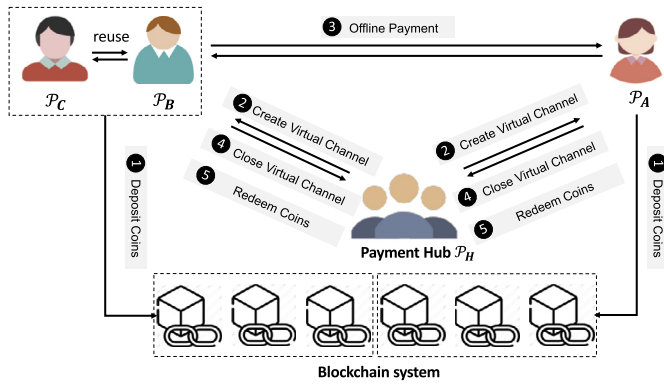 3 Offline Payment
reuse
𝒫_C
𝒫_B
𝒫_A
2 Create Virtual Channel
4 Close Virtual Channel
5 Redeem Coins
2 Create Virtual Channel
4 Close Virtual Channel
5 Redeem Coins
1 Deposit Coins
1 Deposit Coins
Payment Hub 𝒫_H
Blockchain system